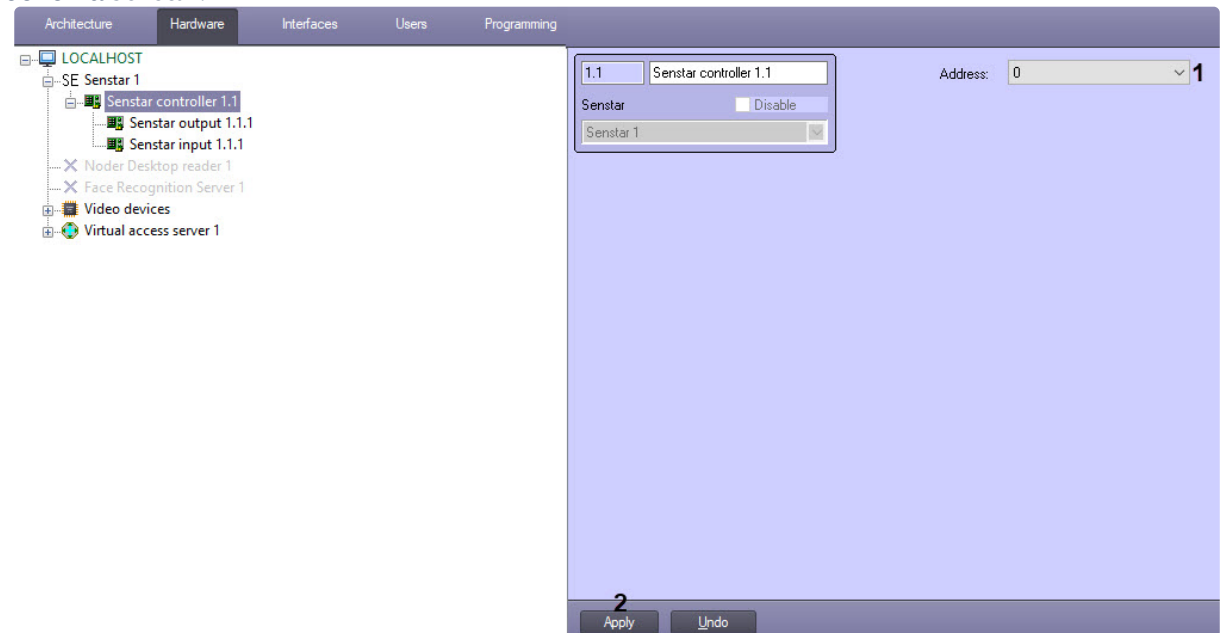 Architecture Hardware Interfaces Users Programming
LOCALHOST
SE Senstar 1
Senstar controller 1.1
Senstar output 1.1.1
Senstar input 1.1.1
Noder Desktop reader 1
Face Recognition Server 1
Video devices
Virtual access server 1
1.1 Senstar controller 1.1
Senstar Disable
Senstar 1
Address: 0 1
2
Apply Undo